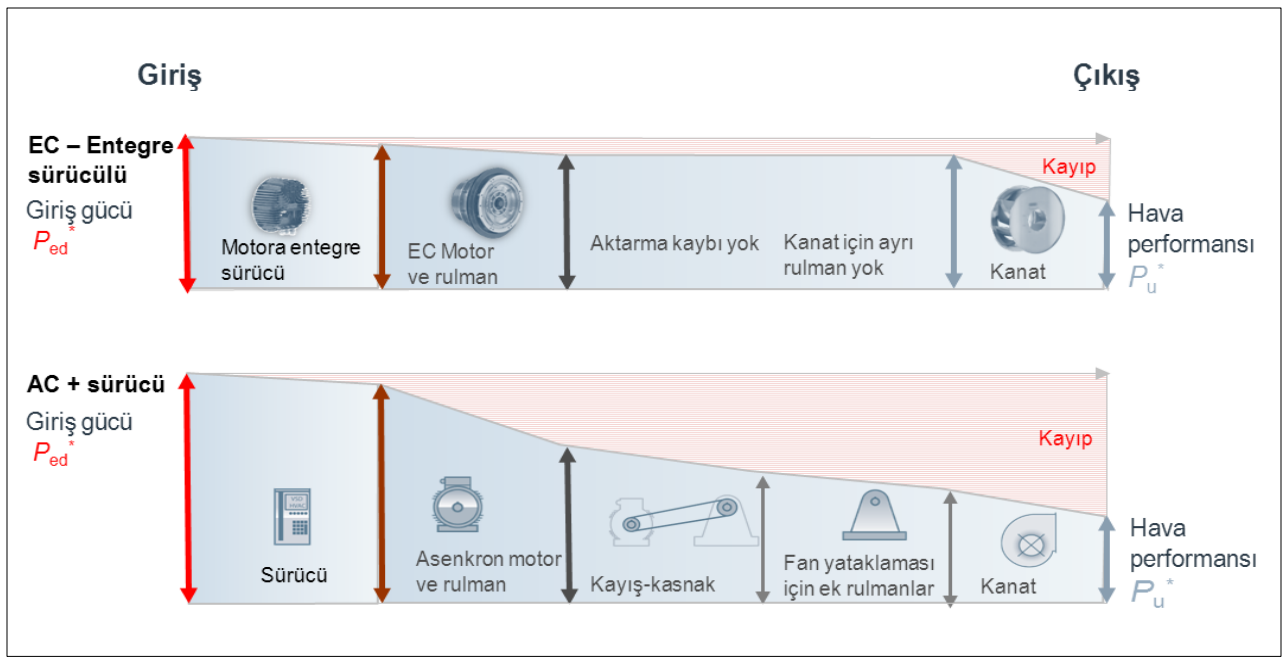 Giriş
Çıkış
EC – Entegre
sürücülü
Giriş gücü
Ped*
Motora entegre
sürücü
EC Motor
ve rulman
Aktarma kaybı yok
Kanat için ayrı
rulman yok
Kanat
Kayıp
Hava
performansı
Pu*
AC + sürücü
Giriş gücü
Ped*
Sürücü
Asenkron motor
ve rulman
Kayış-kasnak
Fan yataklaması
için ek rulmanlar
Kanat
Kayıp
Hava
performansı
Pu*